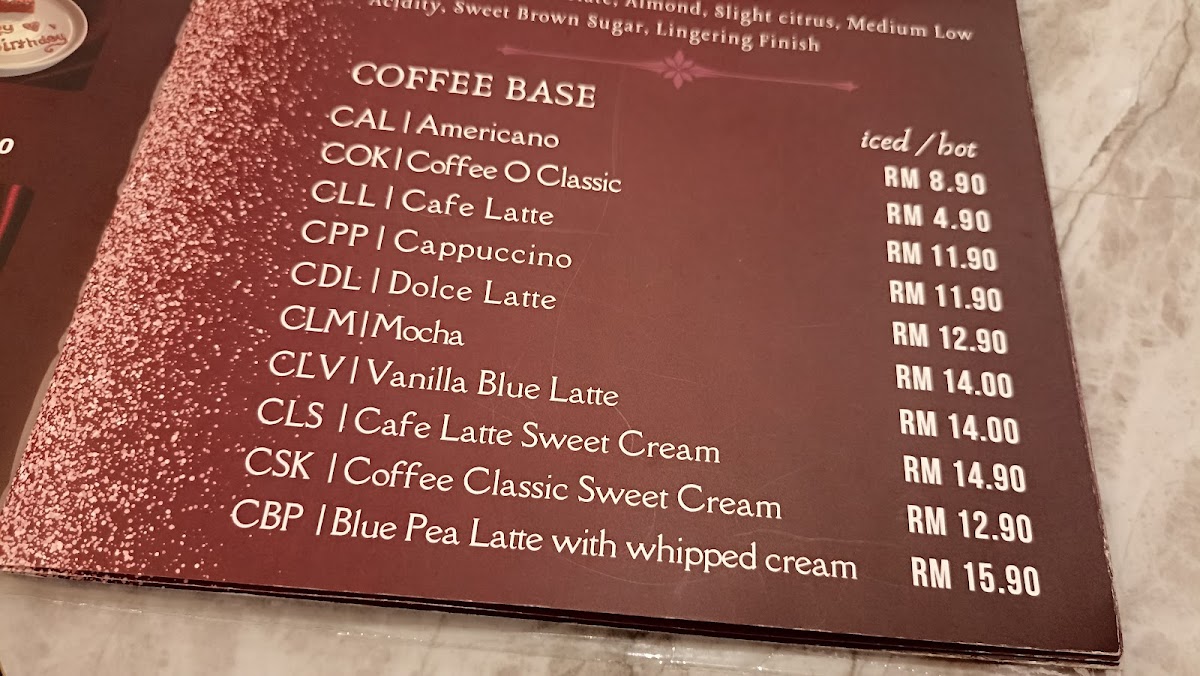 Birthday
Almond, Slight citrus, Medium Low
Acidity, Sweet Brown Sugar, Lingering Finish
COFFEE BASE
iced / hot
CAL | Americano RM 8.90
COK | Coffee O Classic RM 4.90
CLL | Cafe Latte RM 11.90
CPP | Cappuccino RM 11.90
CDL | Dolce Latte RM 12.90
CLM | Mocha RM 14.00
CLV | Vanilla Blue Latte RM 14.00
CLS | Cafe Latte Sweet Cream RM 14.90
CSK | Coffee Classic Sweet Cream RM 12.90
CBP | Blue Pea Latte with whipped cream RM 15.90